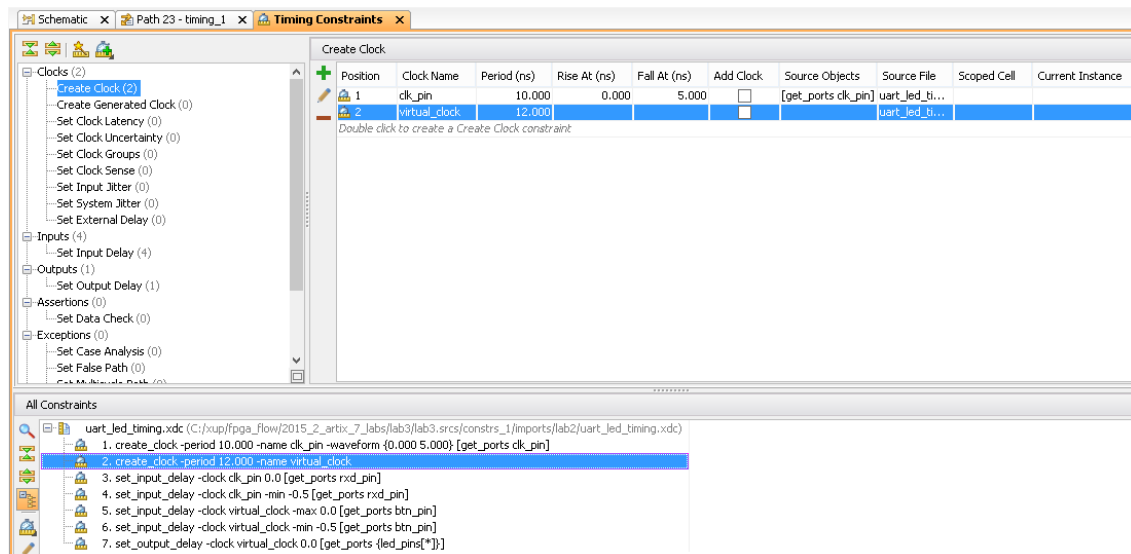 Schematic Path 23 - timing_1 Timing Constraints
Create Clock
Clocks (2)
Create Clock (2)
Create Generated Clock (0)
Set Clock Latency (0)
Set Clock Uncertainty (0)
Set Clock Groups (0)
Set Clock Sense (0)
Set Input Jitter (0)
Set System Jitter (0)
Set External Delay (0)
Inputs (4)
Set Input Delay (4)
Outputs (1)
Set Output Delay (1)
Assertions (0)
Set Data Check (0)
Exceptions (0)
Set Case Analysis (0)
Set False Path (0)
Position Clock Name Period (ns) Rise At (ns) Fall At (ns) Add Clock Source Objects Source File Scoped Cell Current Instance
1 clk_pin 10.000 0.000 5.000 [get_ports clk_pin] uart_led_ti...
2 virtual_clock 12.000 uart_led_ti...
Double click to create a Create Clock constraint
All Constraints
uart_led_timing.xdc (C:/xup/fpga_flow/2015_2_artix_7_labs/lab3/lab3.srcs/constrs_1/imports/lab2/uart_led_timing.xdc)
1. create_clock -period 10.000 -name clk_pin -waveform {0.000 5.000} [get_ports clk_pin]
2. create_clock -period 12.000 -name virtual_clock
3. set_input_delay -clock clk_pin 0.0 [get_ports rxd_pin]
4. set_input_delay -clock clk_pin -min -0.5 [get_ports rxd_pin]
5. set_input_delay -clock virtual_clock -max 0.0 [get_ports btn_pin]
6. set_input_delay -clock virtual_clock -min -0.5 [get_ports btn_pin]
7. set_output_delay -clock virtual_clock 0.0 [get_ports {led_pins[*]}]